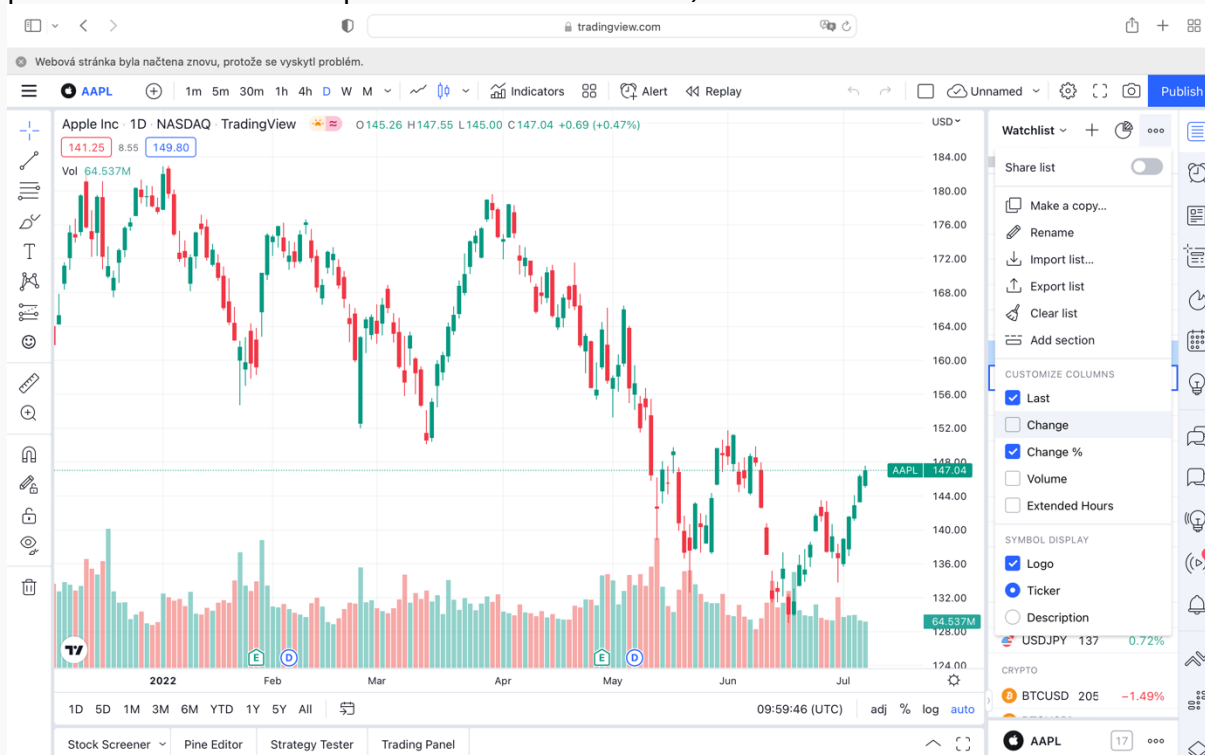 tradingview.com
Webová stránka byla načtena znovu, protože se vyskytl problém.
AAPL 1m 5m 30m 1h 4h D W M Indicators Alert Replay Unnamed Publish
Apple Inc · 1D · NASDAQ · TradingView O145.26 H147.55 L145.00 C147.04 +0.69 (+0.47%)
USD
141.25 8.55 149.80
Vol 64.537M
184.00
180.00
176.00
172.00
168.00
164.00
160.00
156.00
152.00
148.00
AAPL 147.04
144.00
140.00
136.00
132.00
64.537M
128.00
124.00
E D E D
2022 Feb Mar Apr May Jun Jul
1D 5D 1M 3M 6M YTD 1Y 5Y All
09:59:46 (UTC) adj % log auto
Stock Screener Pine Editor Strategy Tester Trading Panel
Watchlist
Share list
Make a copy...
Rename
Import list...
Export list
Clear list
Add section
CUSTOMIZE COLUMNS
Last
Change
Change %
Volume
Extended Hours
SYMBOL DISPLAY
Logo
Ticker
Description
USDJPY 137 0.72%
CRYPTO
BTCUSD 205 −1.49%
AAPL 17